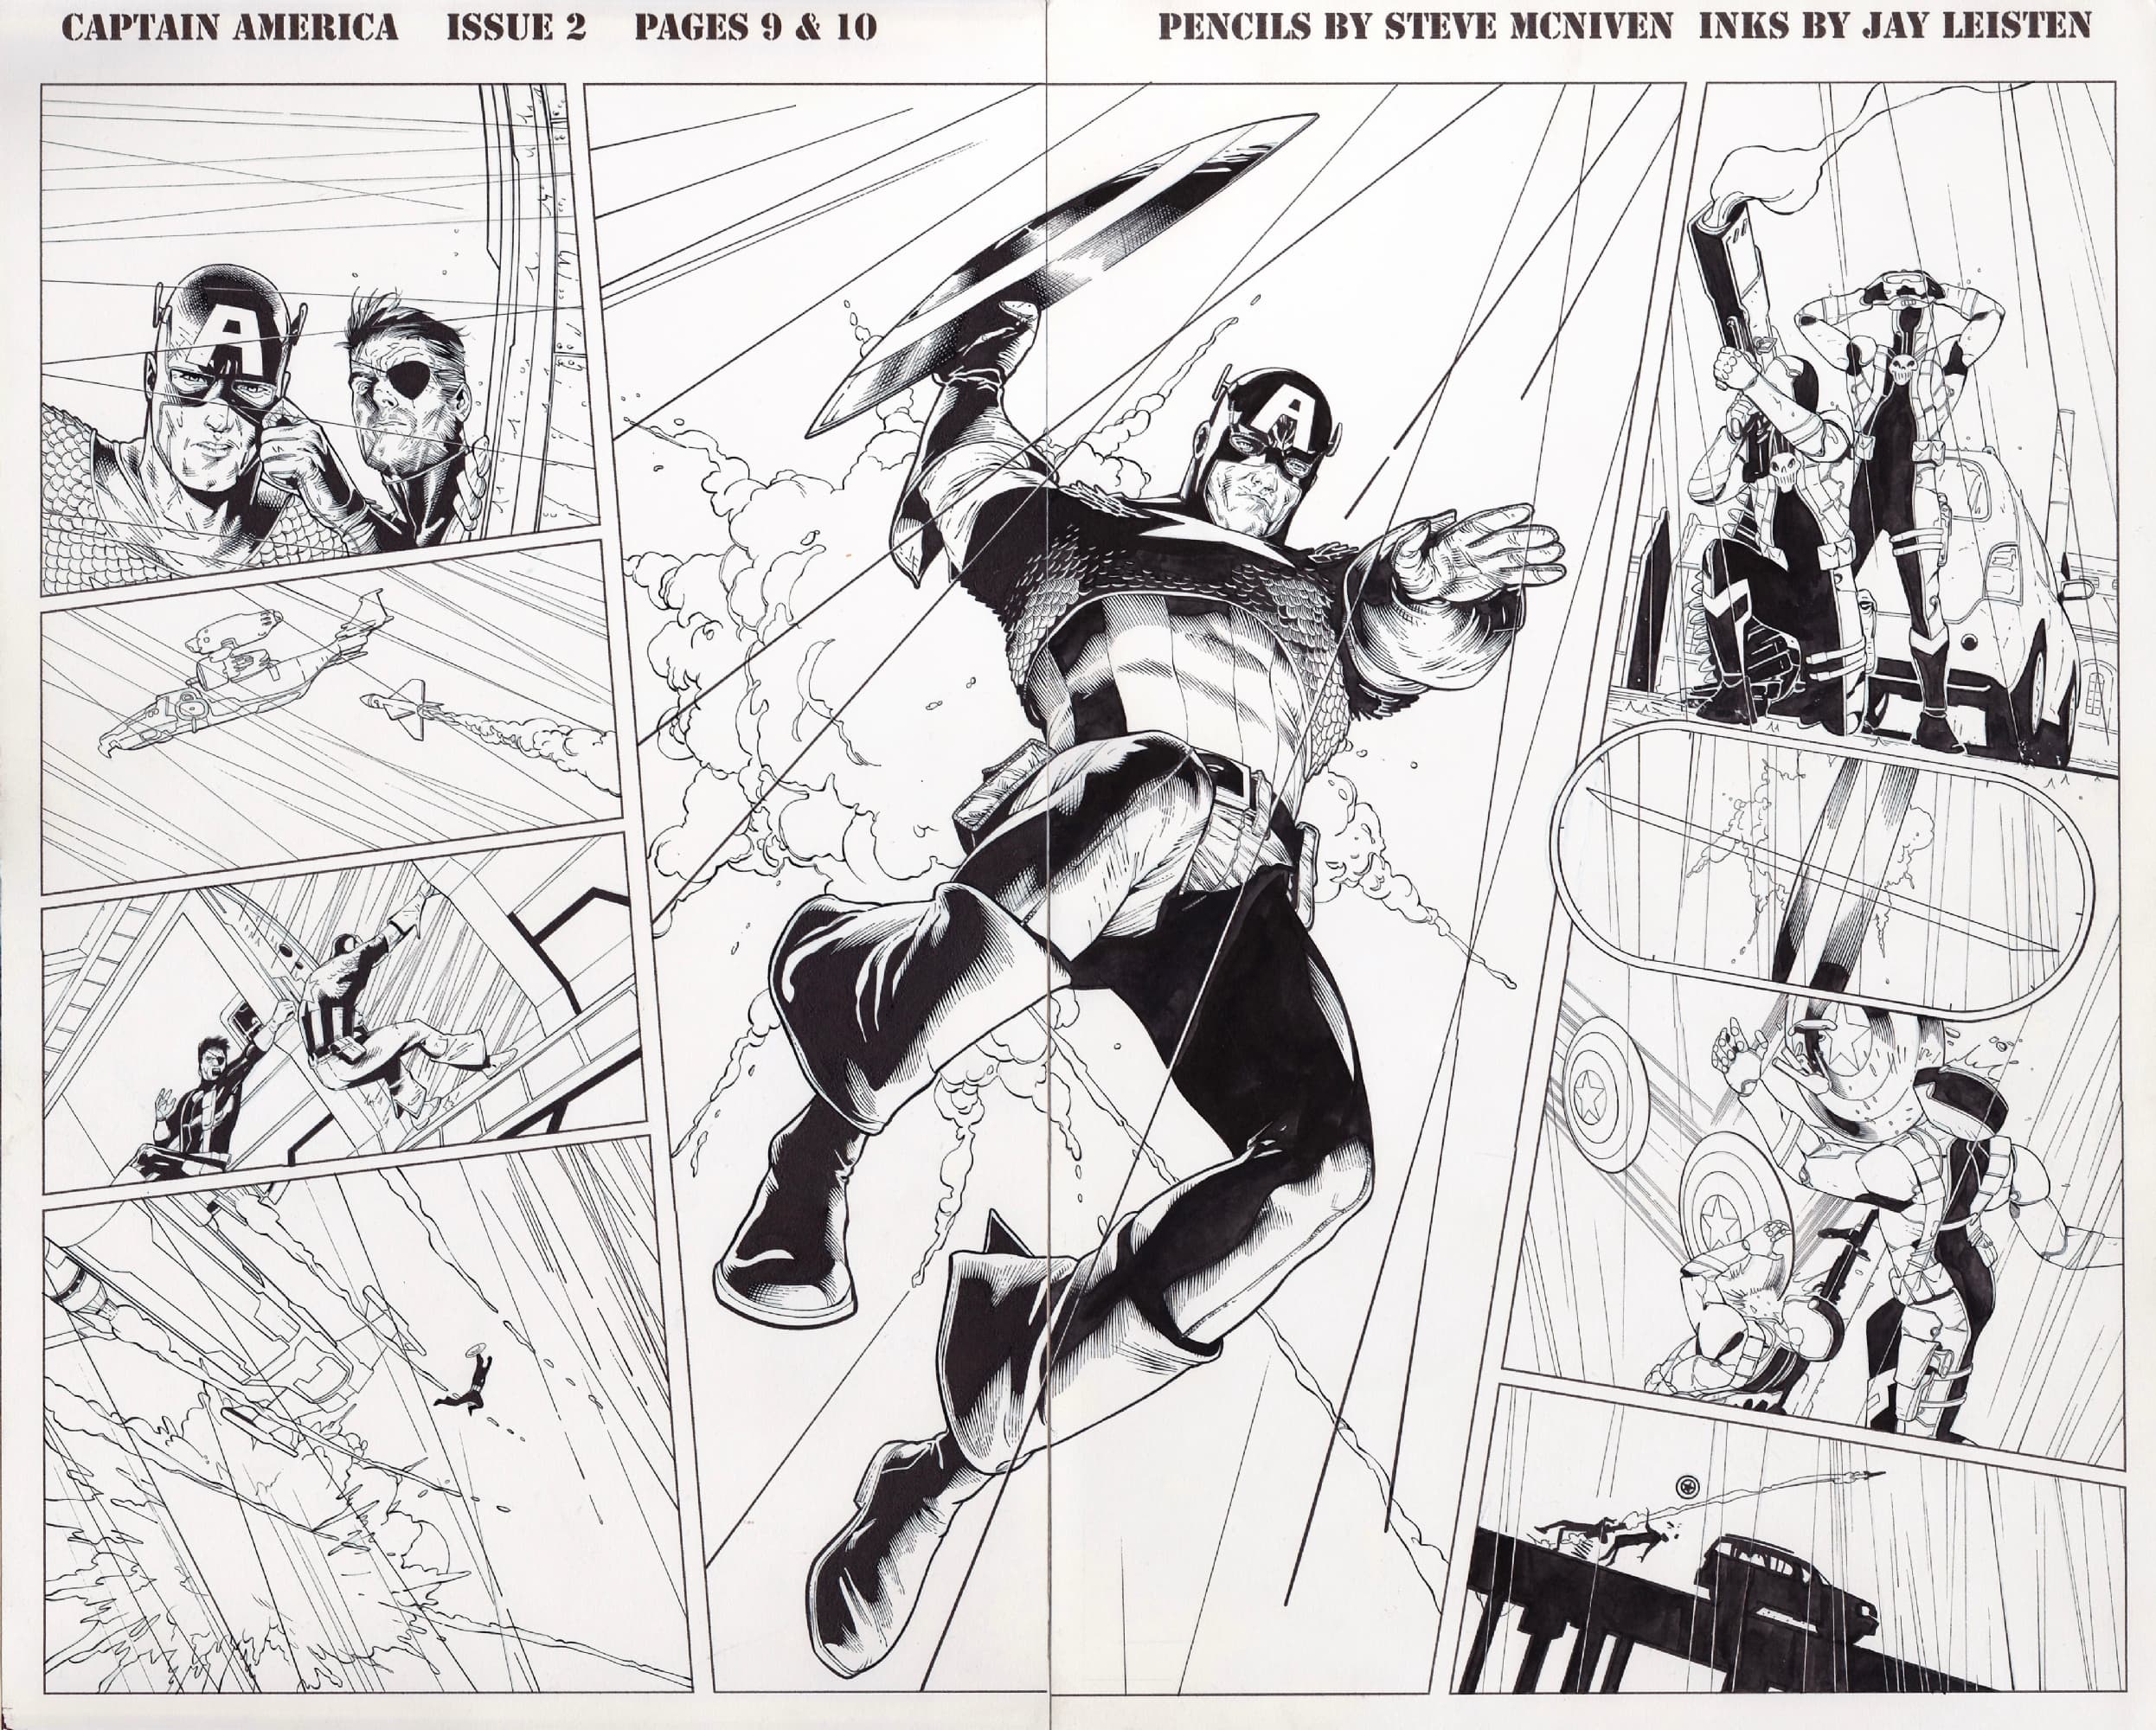 CAPTAIN AMERICA ISSUE 2 PAGES 9 & 10 PENCILS BY STEVE MCNIVEN INKS BY JAY LEISTEN
A
A